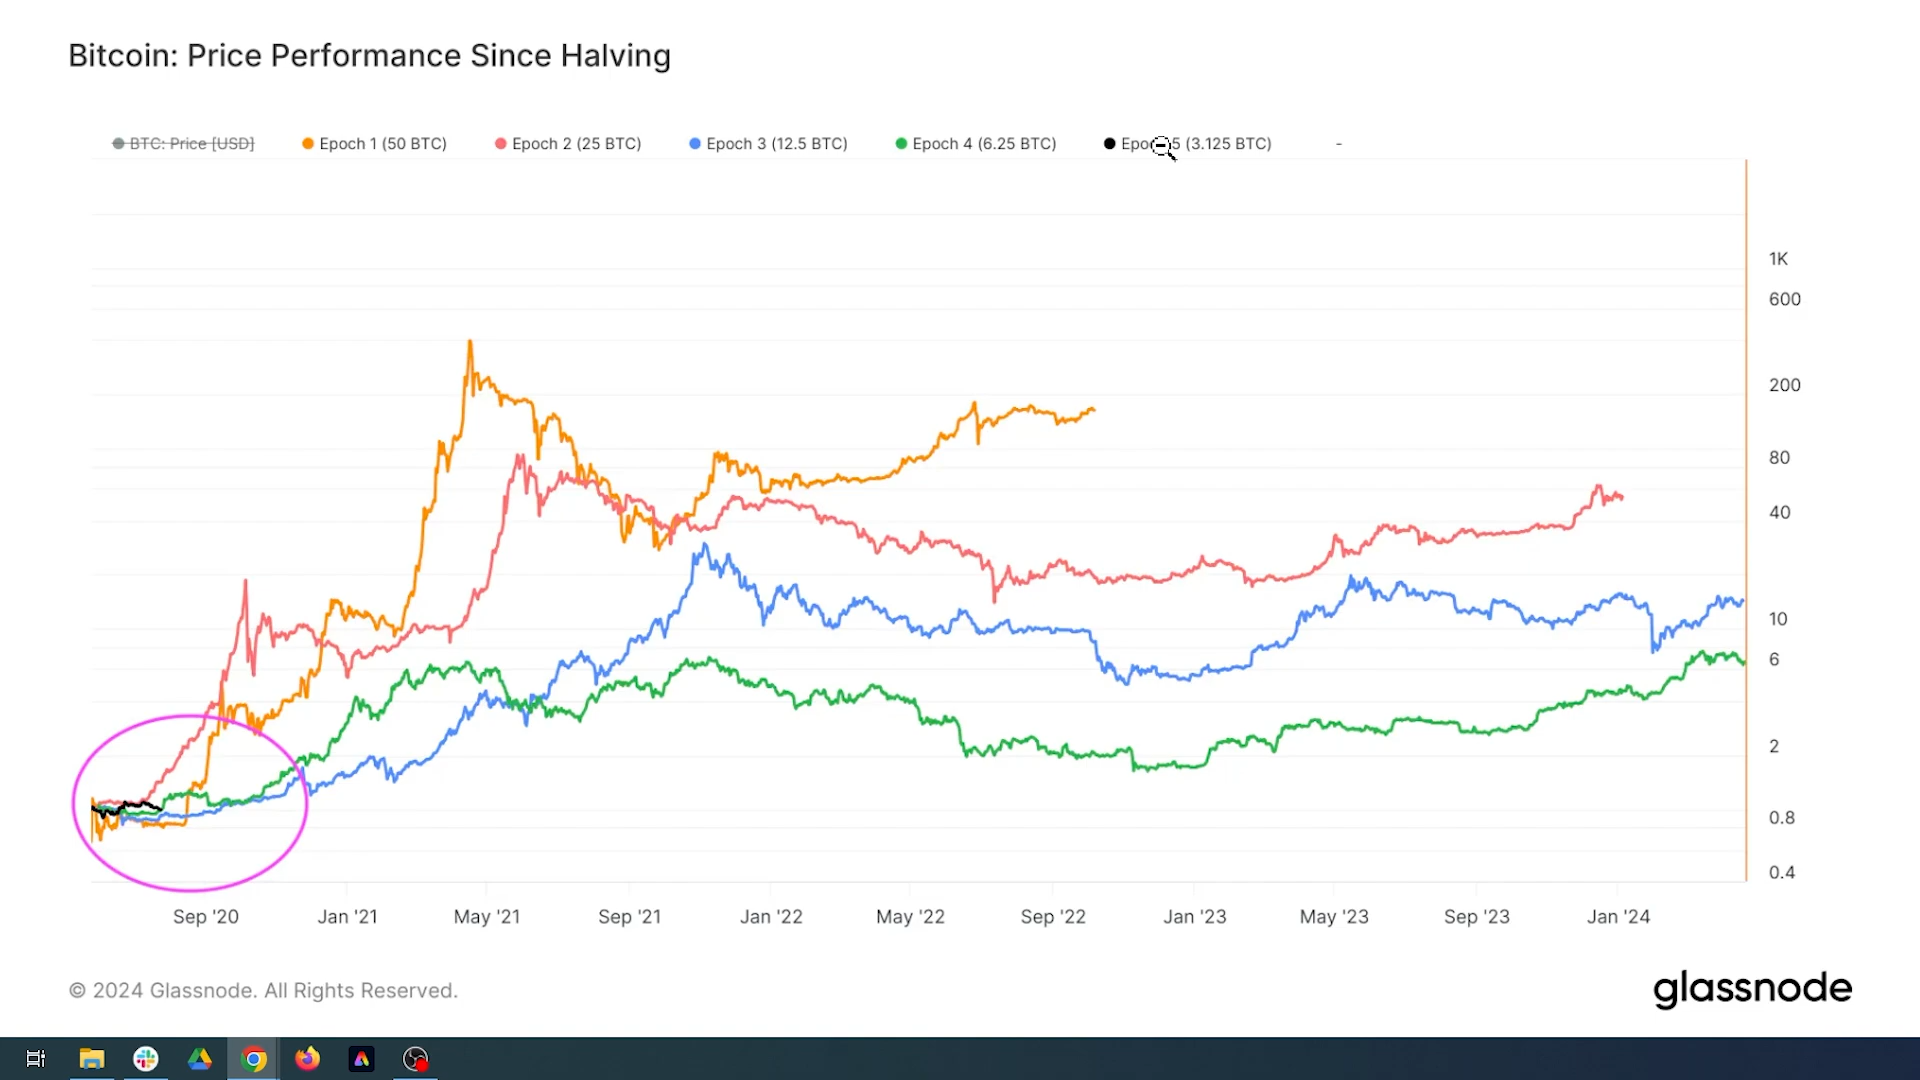 Bitcoin: Price Performance Since Halving
BTC: Price [USD] Epoch 1 (50 BTC) Epoch 2 (25 BTC) Epoch 3 (12.5 BTC) Epoch 4 (6.25 BTC) Epoch 5 (3.125 BTC) -
1K
600
200
80
40
10
6
2
0.8
0.4
Sep '20 Jan '21 May '21 Sep '21 Jan '22 May '22 Sep '22 Jan '23 May '23 Sep '23 Jan '24
© 2024 Glassnode. All Rights Reserved.
glassnode